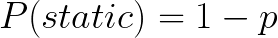 P(static) = 1 − p